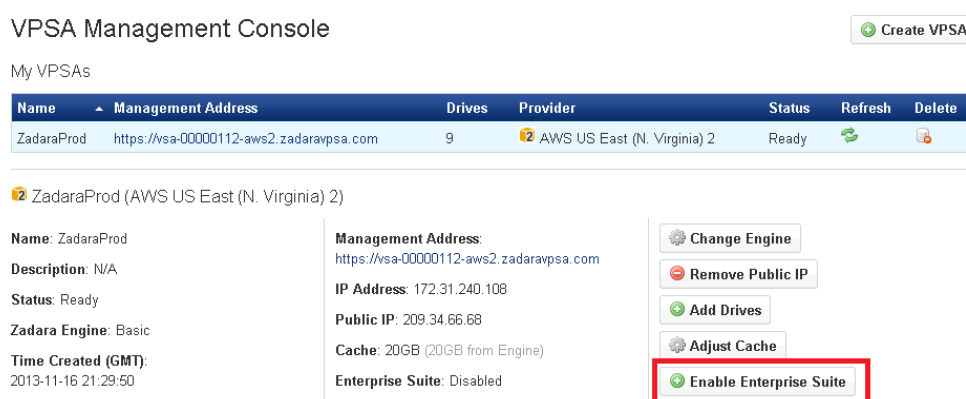 VPSA Management Console
Create VPSA
My VPSAs
Name Management Address Drives Provider Status Refresh Delete
ZadaraProd https://vsa-00000112-aws2.zadaravpsa.com 9 2 AWS US East (N. Virginia) 2 Ready
2 ZadaraProd (AWS US East (N. Virginia) 2)
Name: ZadaraProd
Description: N/A
Status: Ready
Zadara Engine: Basic
Time Created (GMT):
2013-11-16 21:29:50
Management Address:
https://vsa-00000112-aws2.zadaravpsa.com
IP Address: 172.31.240.108
Public IP: 209.34.66.68
Cache: 20GB (20GB from Engine)
Enterprise Suite: Disabled
Change Engine
Remove Public IP
Add Drives
Adjust Cache
Enable Enterprise Suite